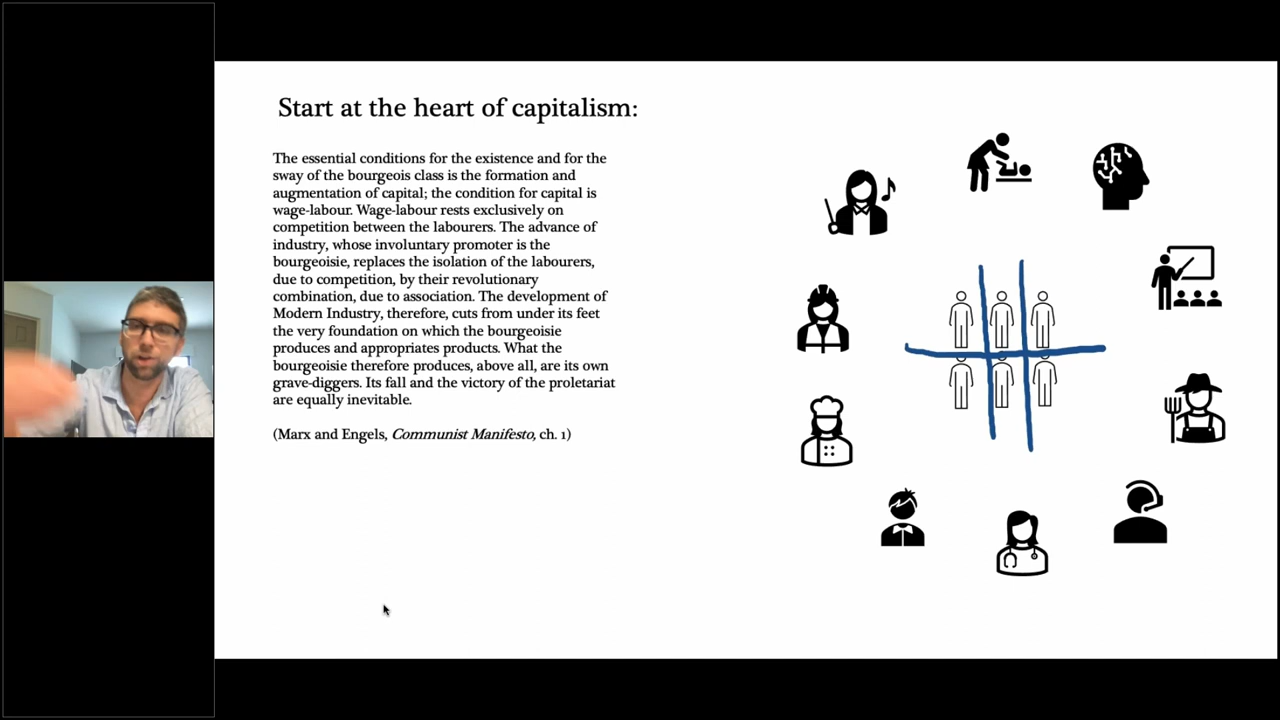 Start at the heart of capitalism:
The essential conditions for the existence and for the
sway of the bourgeois class is the formation and
augmentation of capital; the condition for capital is
wage-labour. Wage-labour rests exclusively on
competition between the labourers. The advance of
industry, whose involuntary promoter is the
bourgeoisie, replaces the isolation of the labourers,
due to competition, by their revolutionary
combination, due to association. The development of
Modern Industry, therefore, cuts from under its feet
the very foundation on which the bourgeoisie
produces and appropriates products. What the
bourgeoisie therefore produces, above all, are its own
grave-diggers. Its fall and the victory of the proletariat
are equally inevitable.
(Marx and Engels, Communist Manifesto, ch. 1)